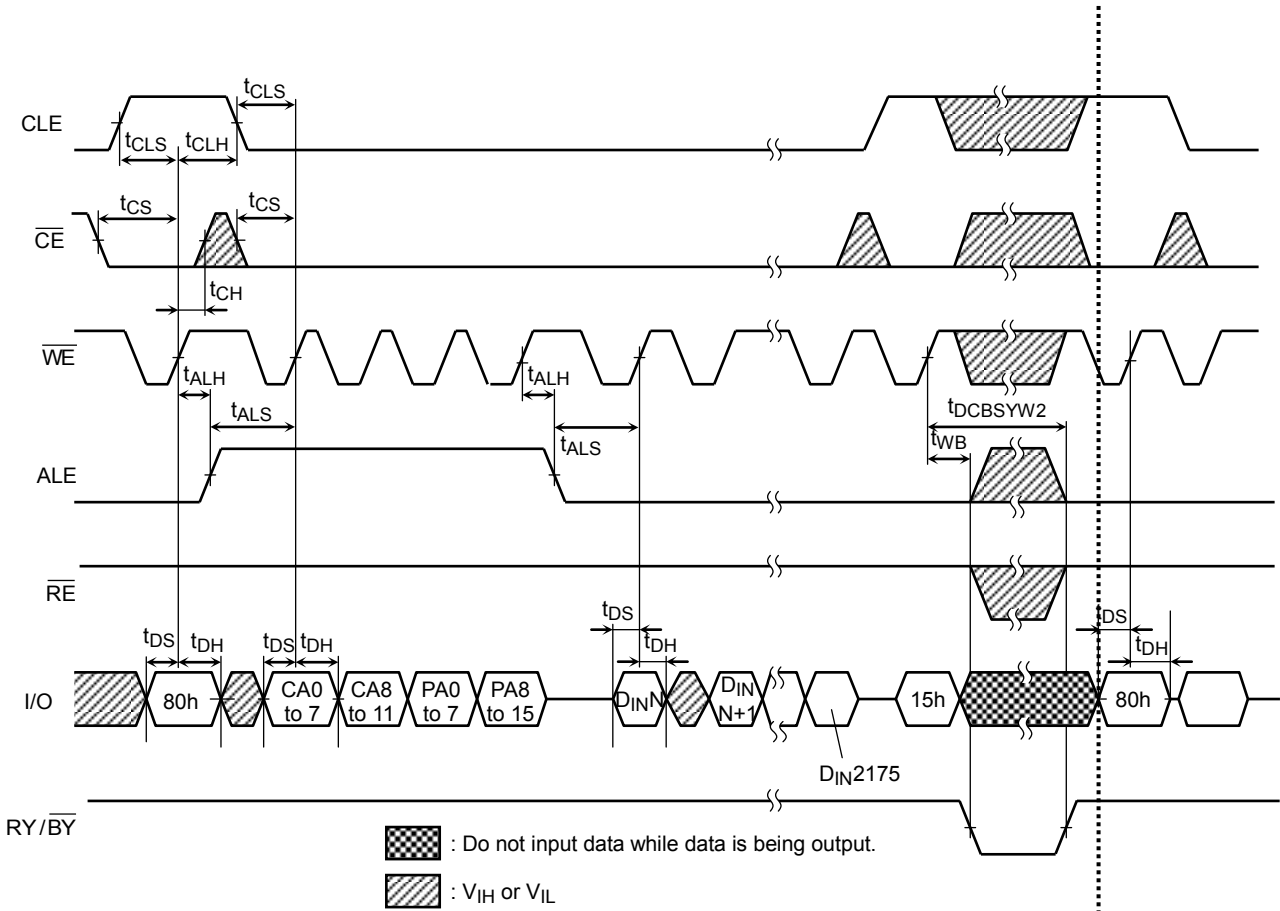 tCLS
CLE
tCLS tCLH
tCS tCS
CE
tCH
WE
tALH tALH
tALS tDCBSYW2
tALS tWB
ALE
RE
tDS tDS
tDS tDH tDS tDH tDH tDH
I/O 80h CA0 to 7 CA8 to 11 PA0 to 7 PA8 to 15 DINN DIN N+1 15h 80h
DIN2175
RY/BY
: Do not input data while data is being output.
: VIH or VIL